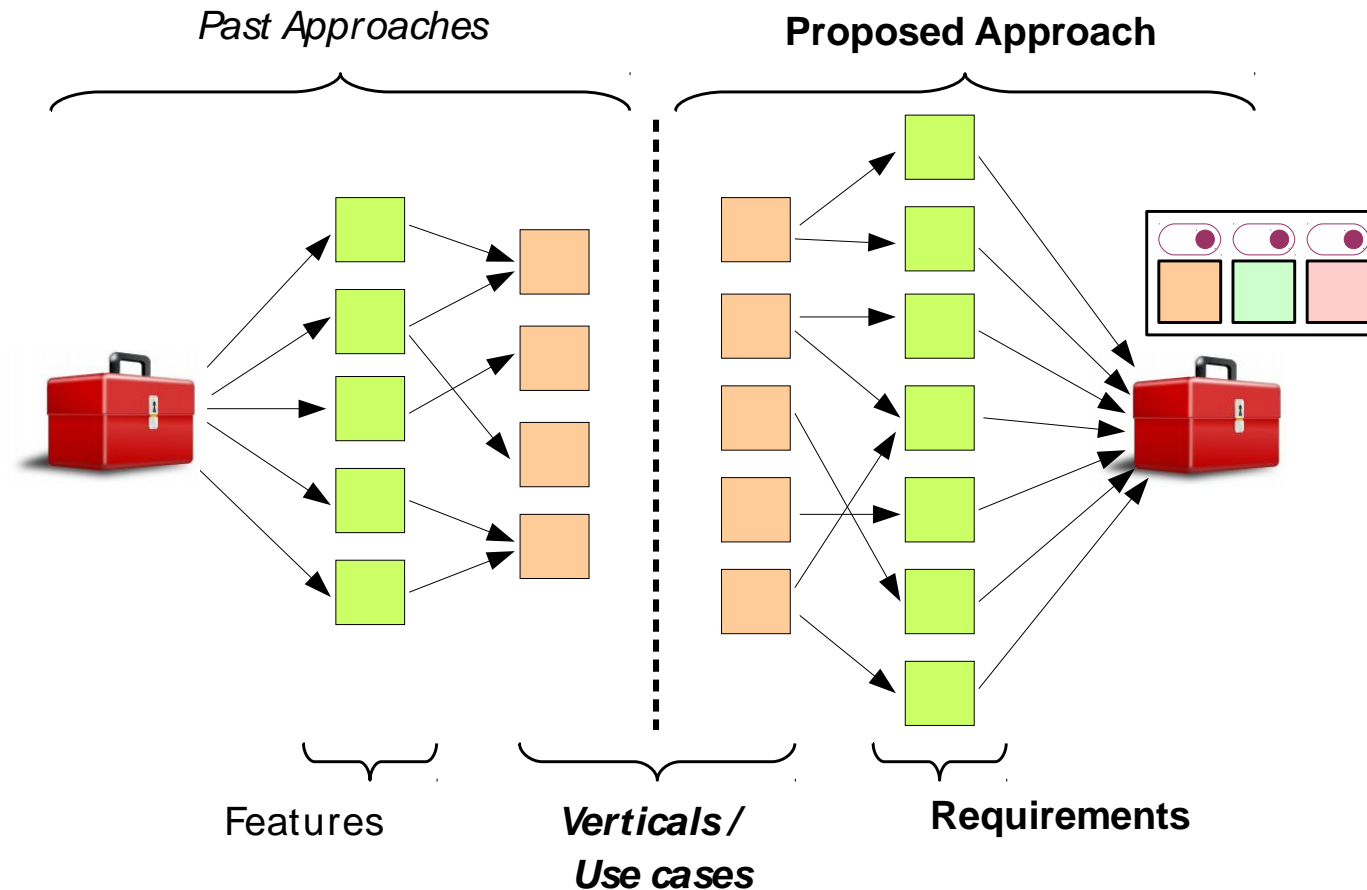 Past Approaches
Proposed Approach
Features
Verticals /
Use cases
Requirements